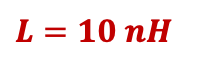 L = 10 nH